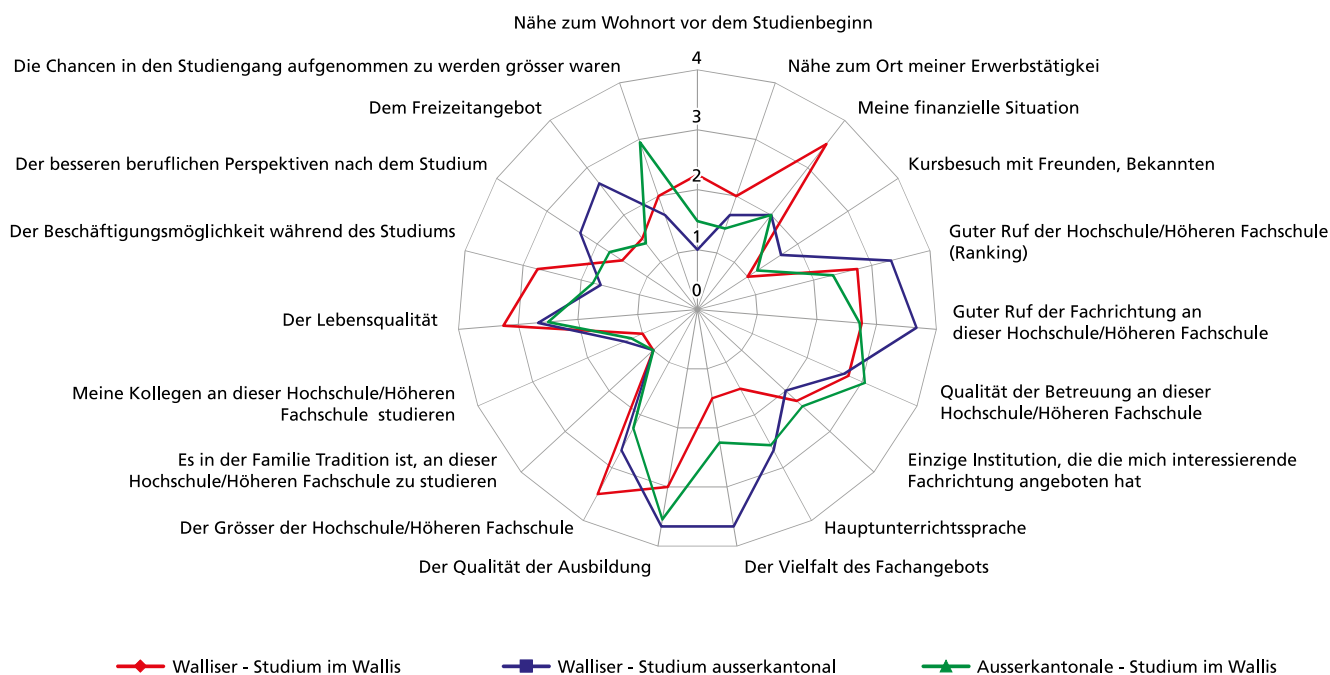 Nähe zum Wohnort vor dem Studienbeginn
Die Chancen in den Studiengang aufgenommen zu werden grösser waren
4
Nähe zum Ort meiner Erwerbstätigkei
Dem Freizeitangebot
Meine finanzielle Situation
3
Der besseren beruflichen Perspektiven nach dem Studium
Kursbesuch mit Freunden, Bekannten
2
Der Beschäftigungsmöglichkeit während des Studiums
Guter Ruf der Hochschule/Höheren Fachschule
(Ranking)
1
0
Der Lebensqualität
Guter Ruf der Fachrichtung an
dieser Hochschule/Höheren Fachschule
Meine Kollegen an dieser Hochschule/Höheren
Fachschule studieren
Qualität der Betreuung an dieser
Hochschule/Höheren Fachschule
Es in der Familie Tradition ist, an dieser
Hochschule/Höheren Fachschule zu studieren
Einzige Institution, die die mich interessierende
Fachrichtung angeboten hat
Der Grösser der Hochschule/Höheren Fachschule
Hauptunterrichtssprache
Der Qualität der Ausbildung
Der Vielfalt des Fachangebots
Walliser - Studium im Wallis
Walliser - Studium ausserkantonal
Ausserkantonale - Studium im Wallis